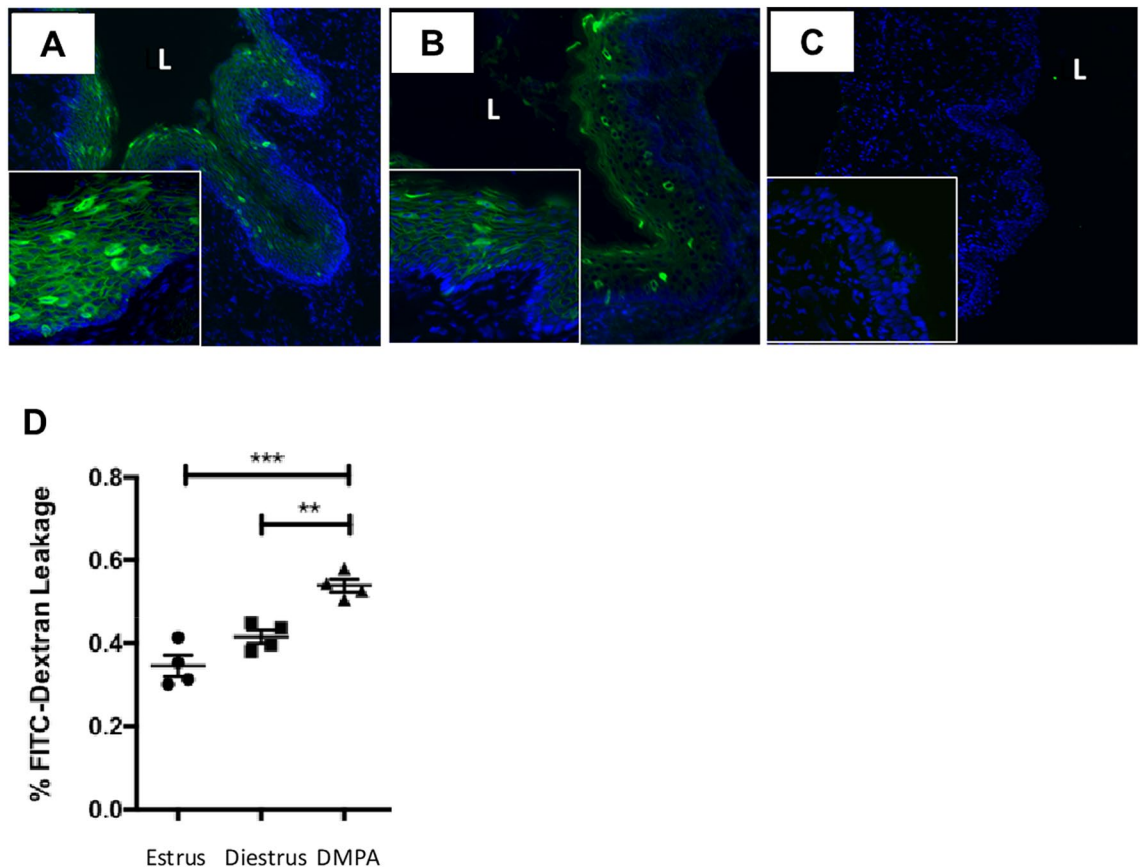 A
L
B
L
C
L
D
***
**
0.8
0.6
0.4
0.2
0.0
% FITC-Dextran Leakage
Estrus Diestrus DMPA